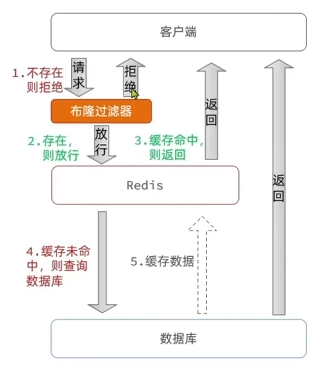 客户端
1.不存在
则拒绝
请求
拒绝
布隆过滤器
2.存在，
则放行
放行
3.缓存命中，
则返回
返回
返回
Redis
4.缓存未命
中，则查询
数据库
5.缓存数据
数据库